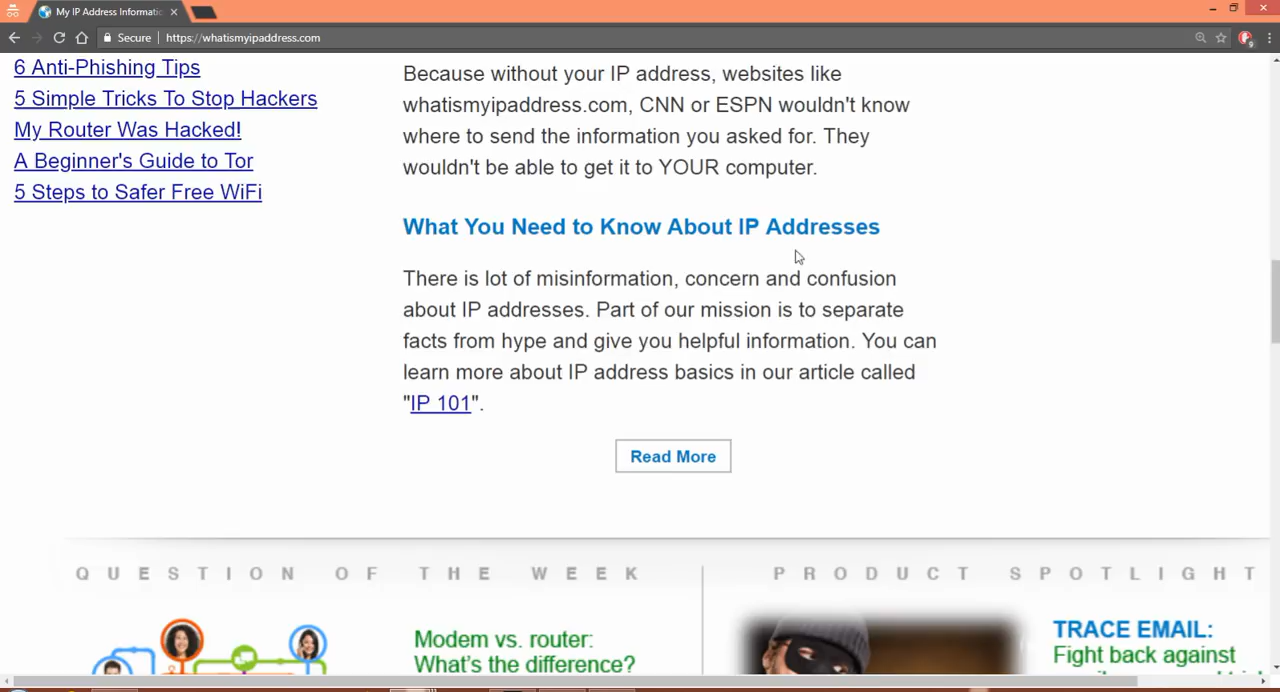 My IP Address Informati
Secure
https://whatismyipaddress.com
9
6 Anti-Phishing Tips
5 Simple Tricks To Stop Hackers
My Router Was Hacked!
A Beginner's Guide to Tor
5 Steps to Safer Free WiFi
Because without your IP address, websites like
whatismyipaddress.com, CNN or ESPN wouldn't know
where to send the information you asked for. They
wouldn't be able to get it to YOUR computer.
What You Need to Know About IP Addresses
There is lot of misinformation, concern and confusion
about IP addresses. Part of our mission is to separate
facts from hype and give you helpful information. You can
learn more about IP address basics in our article called
"IP 101".
Read More
QUESTION OF THE WEEK
Modem vs. router:
What's the difference?
PRODUCT SPOTLIGHT
TRACE EMAIL:
Fight back against